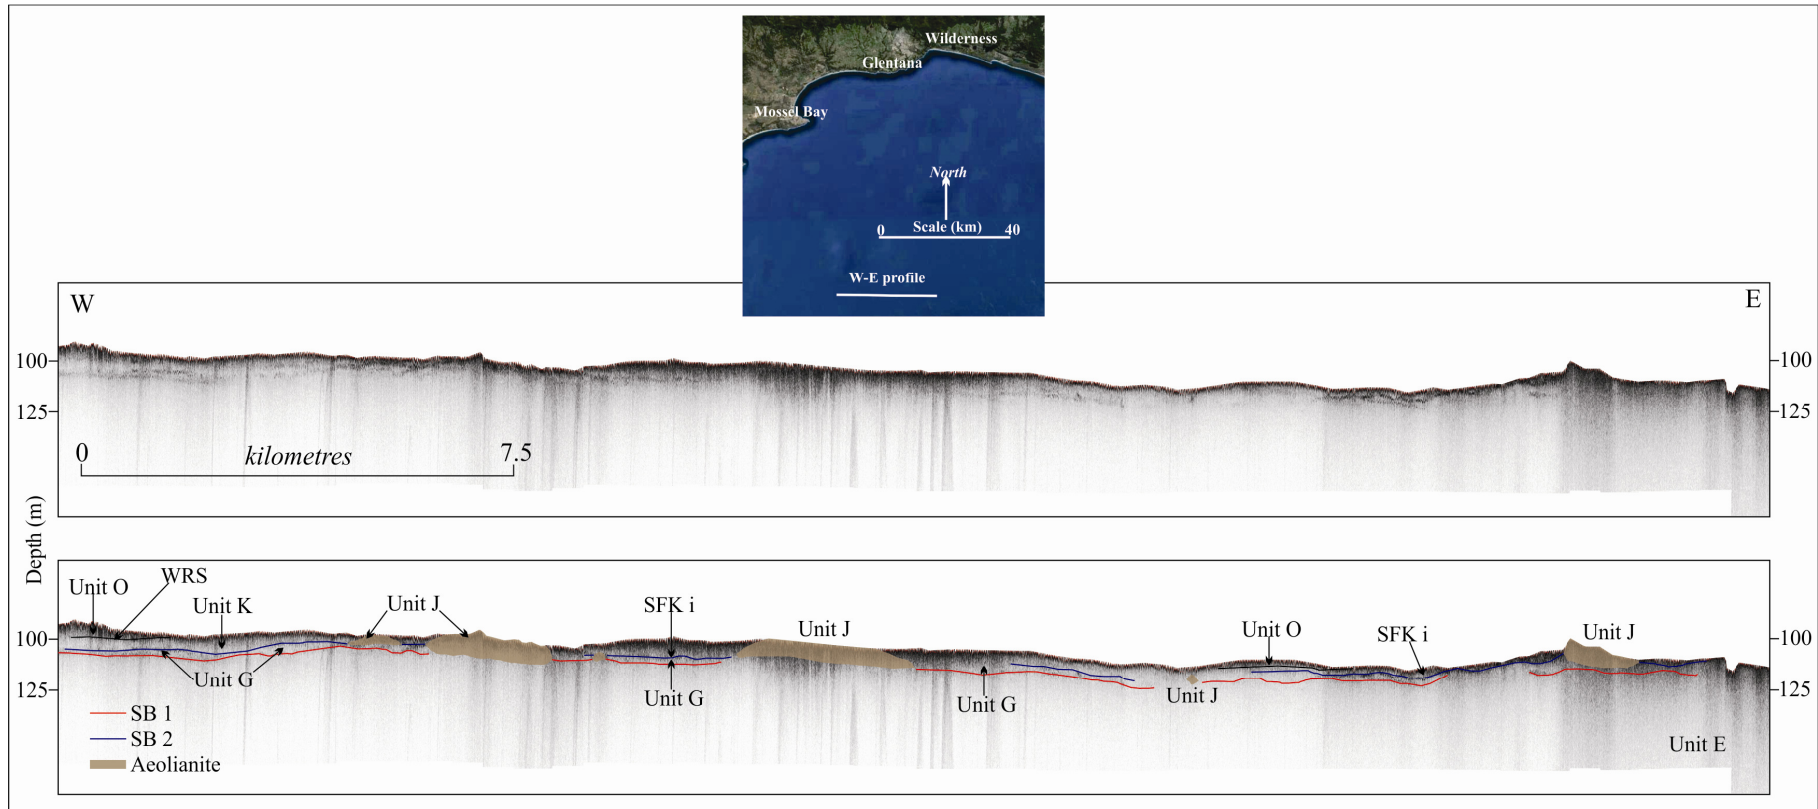 Wilderness
Glentana
Mossel Bay
North
0 Scale (km) 40
W-E profile
W E
100 100
125 125
0 kilometres 7.5
Depth (m)
Unit O WRS Unit K Unit J SFK i Unit J Unit O SFK i Unit J
100 100
Unit G Unit G Unit G Unit J
125 125
SB 1
SB 2
Aeolianite
Unit E